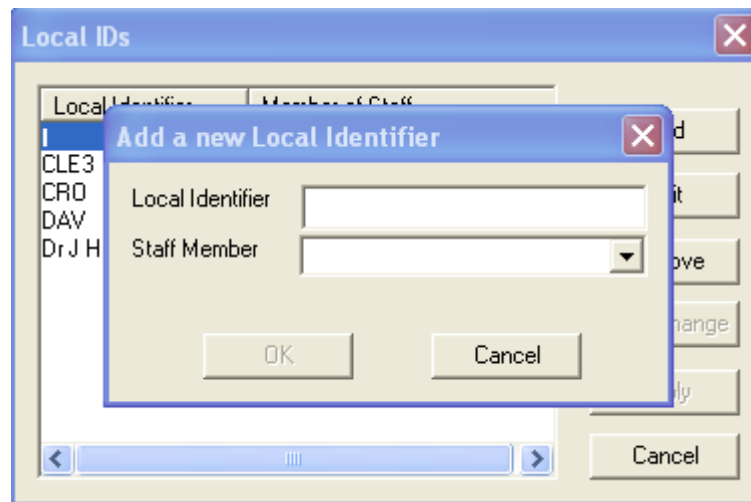 Local IDs
I
CLE3
CRO
DAV
Dr J H
Add a new Local Identifier
Local Identifier
Staff Member
OK
Cancel
Cancel